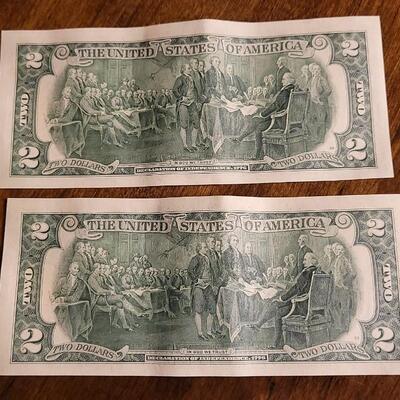 2 THE UNITED STATES OF AMERICA 2
TWO TWO
2 2
TWO DOLLARS IN GOD WE TRUST TWO DOLLARS
DECLARATION OF INDEPENDENCE, 1776
2 THE UNITED STATES OF AMERICA 2
TWO TWO
2 2
TWO DOLLARS IN GOD WE TRUST TWO DOLLARS
DECLARATION OF INDEPENDENCE, 1776